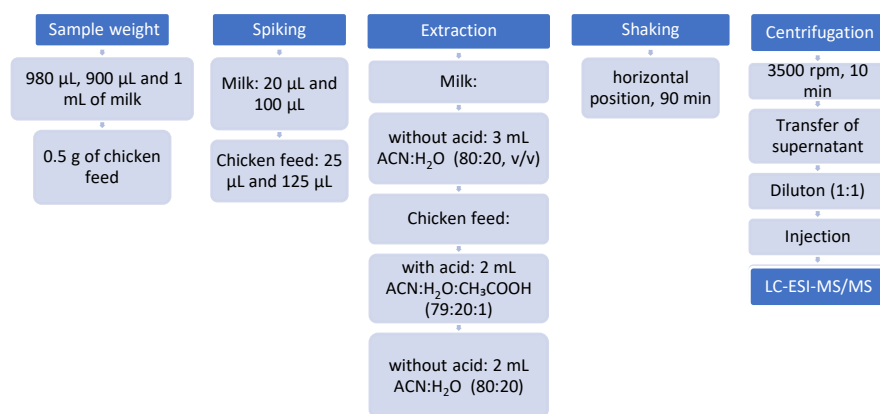 Sample weight
980 µL, 900 µL and 1
mL of milk
0.5 g of chicken
feed
Spiking
Milk: 20 µL and
100 µL
Chicken feed: 25
µL and 125 µL
Extraction
Milk:
without acid: 3 mL
ACN:H₂O (80:20, v/v)
Chicken feed:
with acid: 2 mL
ACN:H₂O:CH₃COOH
(79:20:1)
without acid: 2 mL
ACN:H₂O (80:20)
Shaking
horizontal
position, 90 min
Centrifugation
3500 rpm, 10
min
Transfer of
supernatant
Diluton (1:1)
Injection
LC-ESI-MS/MS